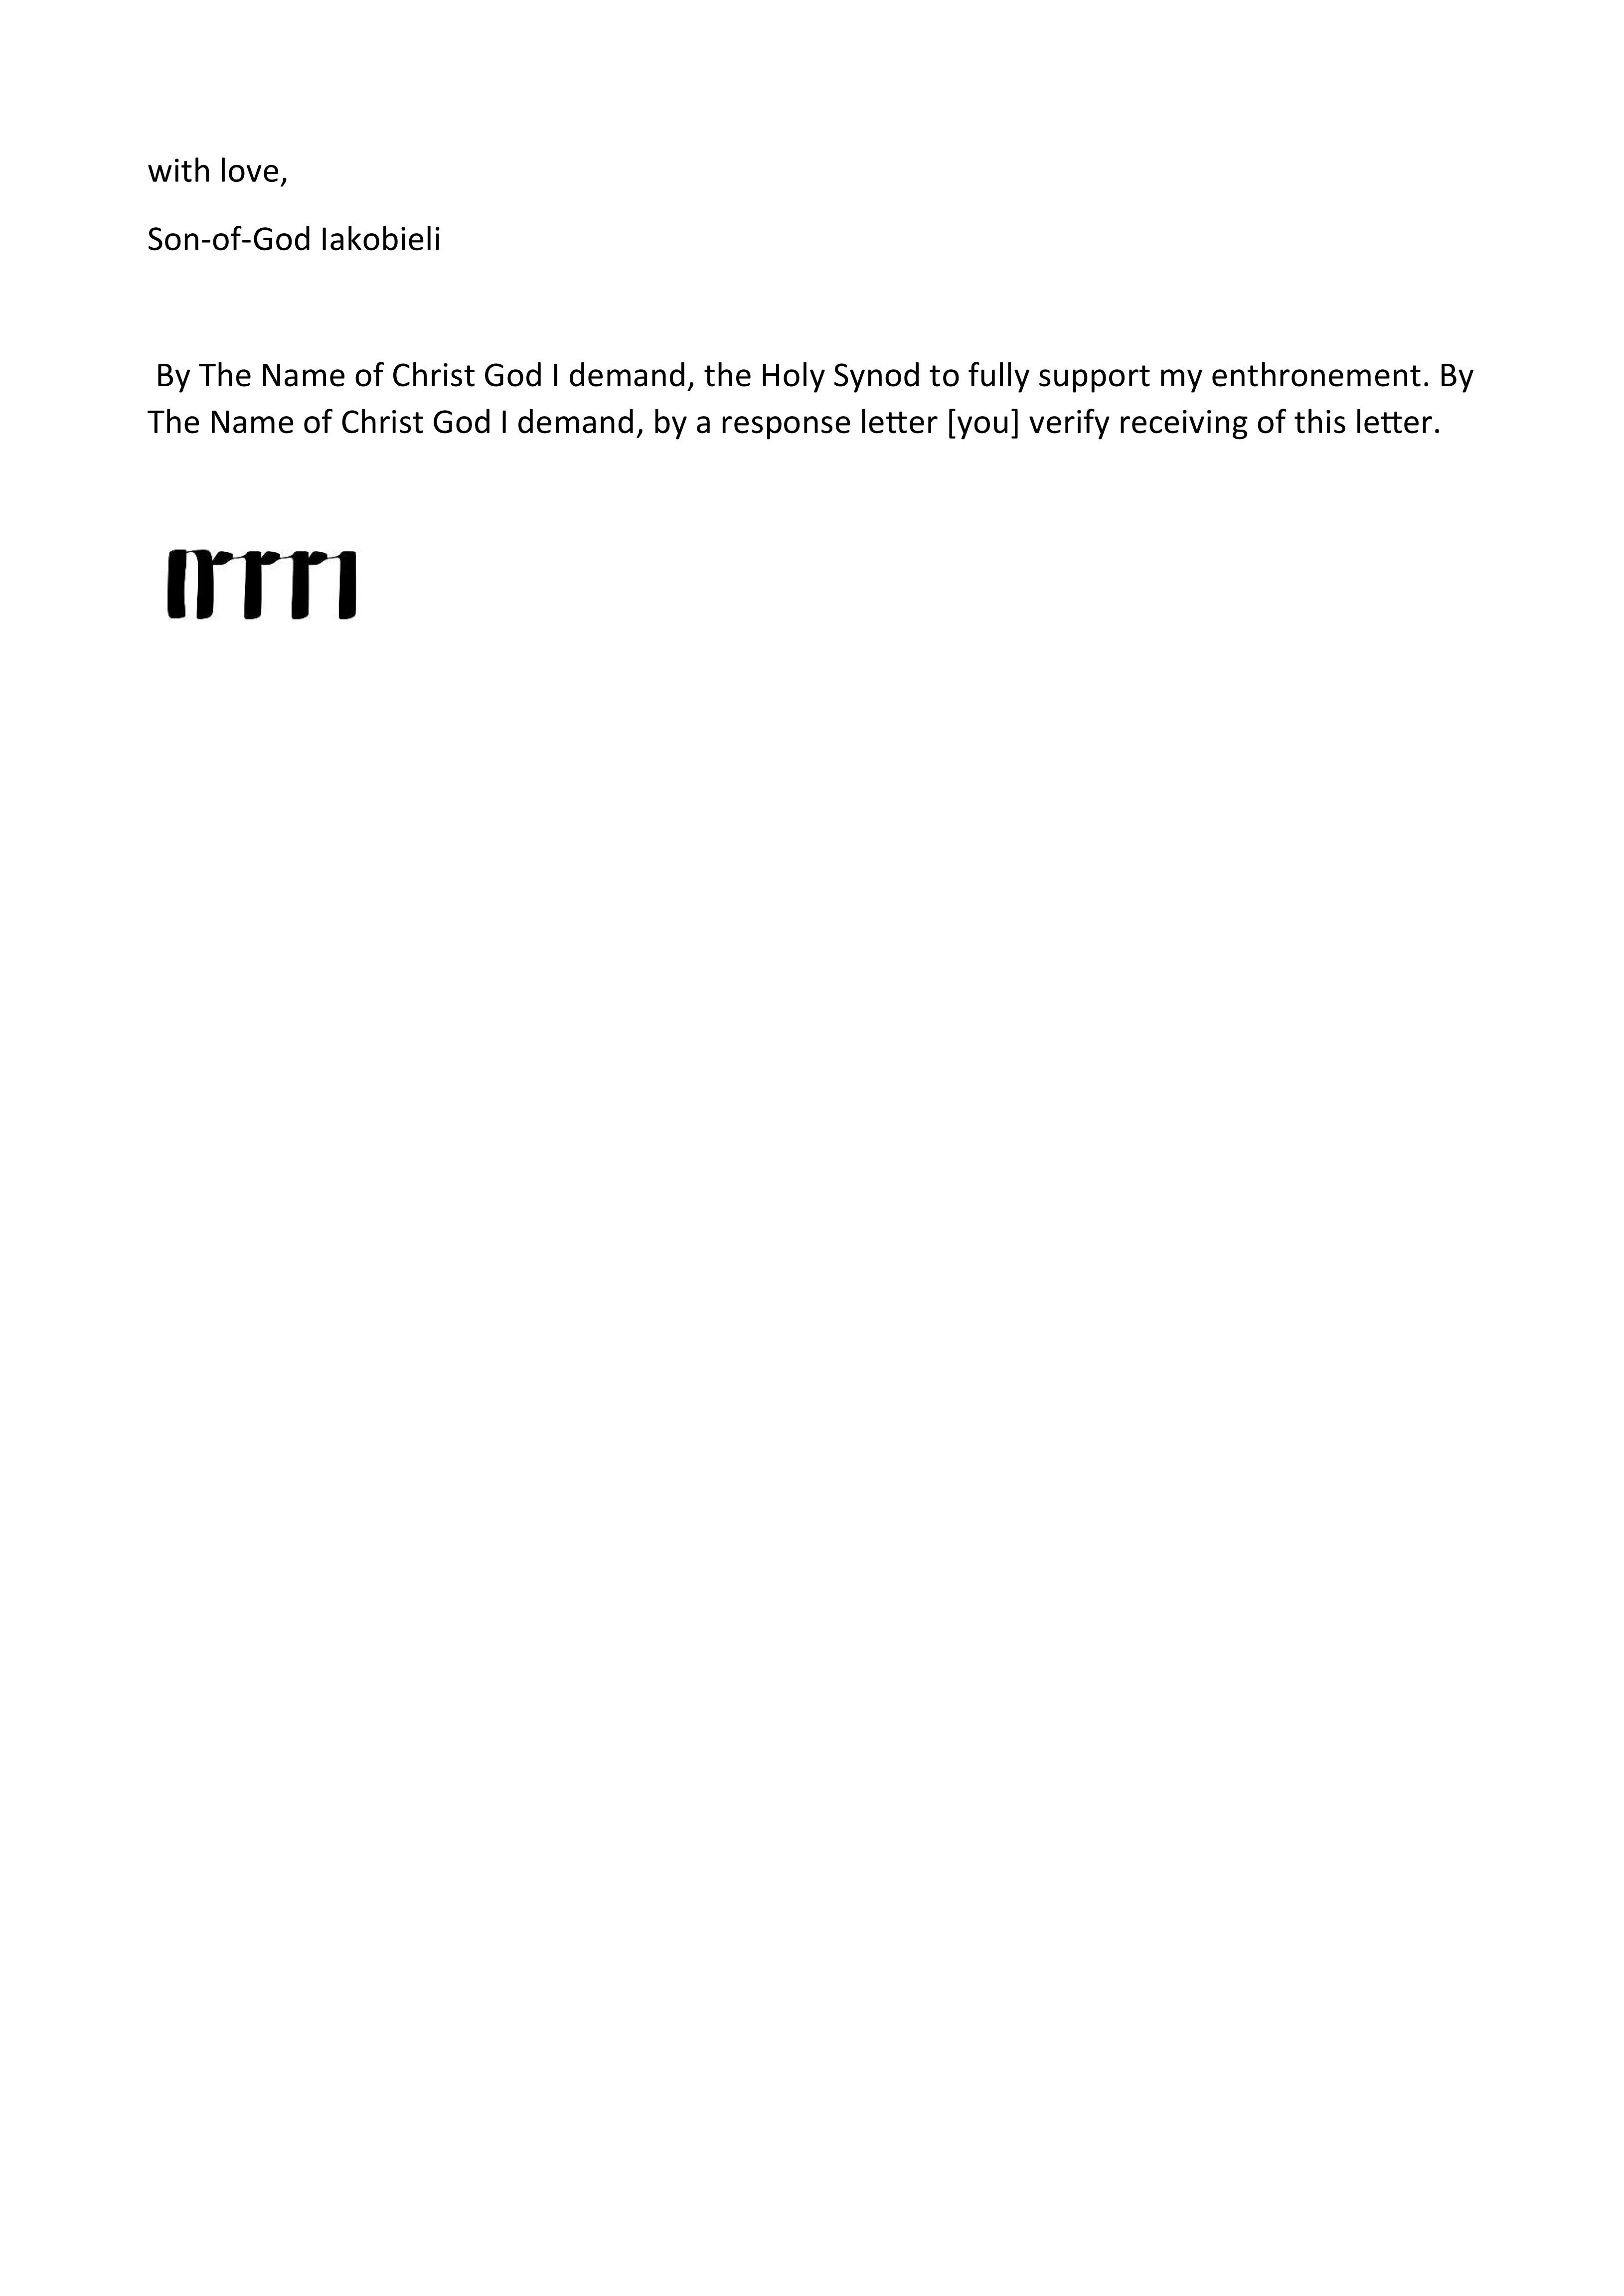 with love,
Son-of-God Iakobieli
By The Name of Christ God I demand, the Holy Synod to fully support my enthronement. By
The Name of Christ God I demand, by a response letter [you] verify receiving of this letter.